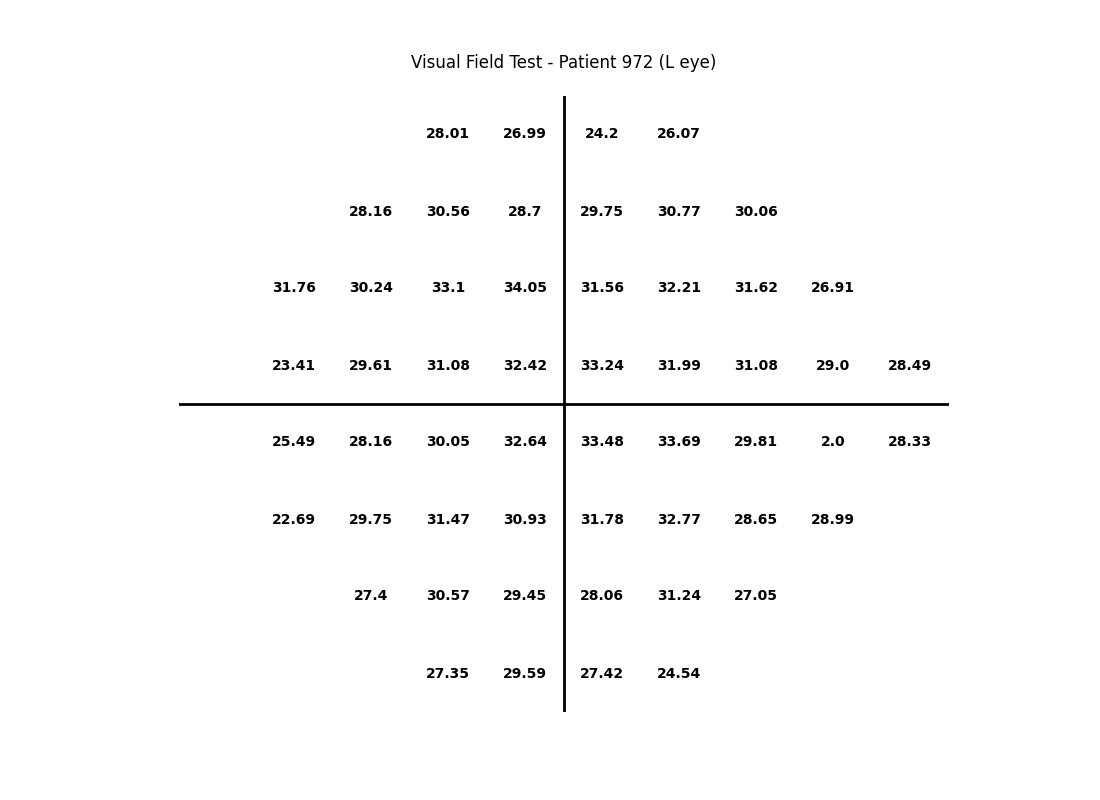 Visual Field Test - Patient 972 (L eye)
28.01 26.99 24.2 26.07
28.16 30.56 28.7 29.75 30.77 30.06
31.76 30.24 33.1 34.05 31.56 32.21 31.62 26.91
23.41 29.61 31.08 32.42 33.24 31.99 31.08 29.0 28.49
25.49 28.16 30.05 32.64 33.48 33.69 29.81 2.0 28.33
22.69 29.75 31.47 30.93 31.78 32.77 28.65 28.99
27.4 30.57 29.45 28.06 31.24 27.05
27.35 29.59 27.42 24.54